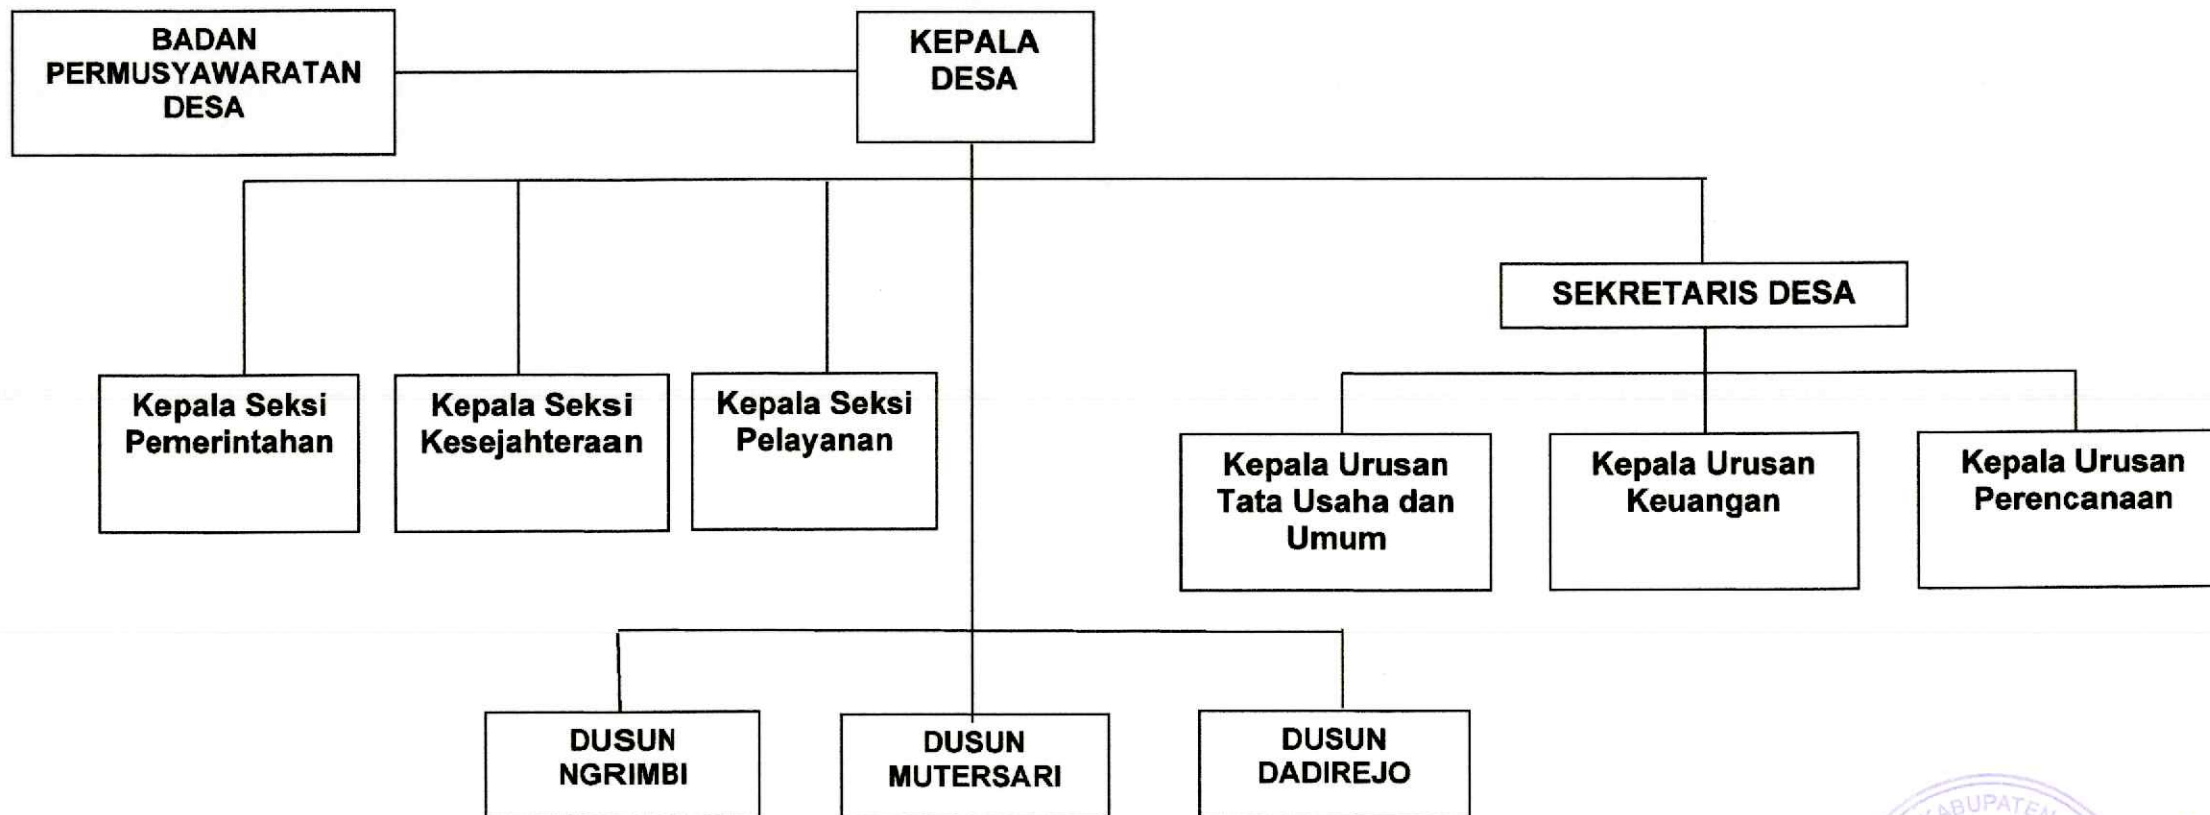 BADAN
PERMUSYAWARATAN
DESA
KEPALA
DESA
SEKRETARIS DESA
Kepala Seksi
Pemerintahan
Kepala Seksi
Kesejahteraan
Kepala Seksi
Pelayanan
Kepala Urusan
Tata Usaha dan
Umum
Kepala Urusan
Keuangan
Kepala Urusan
Perencanaan
DUSUN
NGRIMBI
DUSUN
MUTERSARI
DUSUN
DADIREJO
KABUPATEN